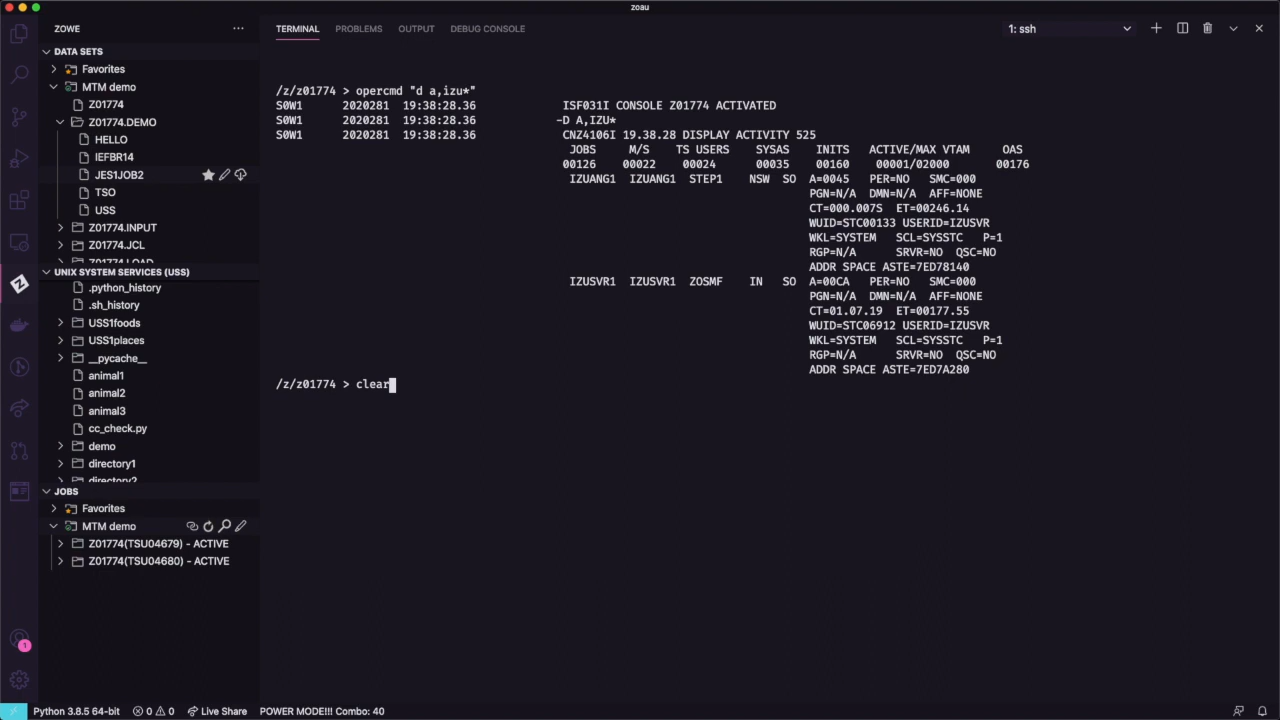 zoau
ZOWE
TERMINAL PROBLEMS OUTPUT DEBUG CONSOLE 1: ssh
DATA SETS
Favorites
MTM demo
Z01774
Z01774.DEMO
HELLO
IEFBR14
JES1JOB2
TSO
USS
Z01774.INPUT
Z01774.JCL
Z01774.LOAD
UNIX SYSTEM SERVICES (USS)
.python_history
.sh_history
USS1foods
USS1places
__pycache__
animal1
animal2
animal3
cc_check.py
demo
directory1
directory2
JOBS
Favorites
MTM demo
Z01774(TSU04679) - ACTIVE
Z01774(TSU04680) - ACTIVE
/z/z01774 > opercmd "d a,izu*"
S0W1 2020281 19:38:28.36 ISF031I CONSOLE Z01774 ACTIVATED
S0W1 2020281 19:38:28.36 -D A,IZU*
S0W1 2020281 19:38:28.36 CNZ4106I 19.38.28 DISPLAY ACTIVITY 525
JOBS M/S TS USERS SYSAS INITS ACTIVE/MAX VTAM OAS
00126 00022 00024 00035 00160 00001/02000 00176
IZUANG1 IZUANG1 STEP1 NSW SO A=0045 PER=NO SMC=000
PGN=N/A DMN=N/A AFF=NONE
CT=000.007S ET=00246.14
WUID=STC00133 USERID=IZUSVR
WKL=SYSTEM SCL=SYSSTC P=1
RGP=N/A SRVR=NO QSC=NO
ADDR SPACE ASTE=7ED78140
IZUSVR1 IZUSVR1 ZOSMF IN SO A=00CA PER=NO SMC=000
PGN=N/A DMN=N/A AFF=NONE
CT=01.07.19 ET=00177.55
WUID=STC06912 USERID=IZUSVR
WKL=SYSTEM SCL=SYSSTC P=1
RGP=N/A SRVR=NO QSC=NO
ADDR SPACE ASTE=7ED7A280
/z/z01774 > clear
1
Python 3.8.5 64-bit 0 0 Live Share POWER MODE!!! Combo: 40